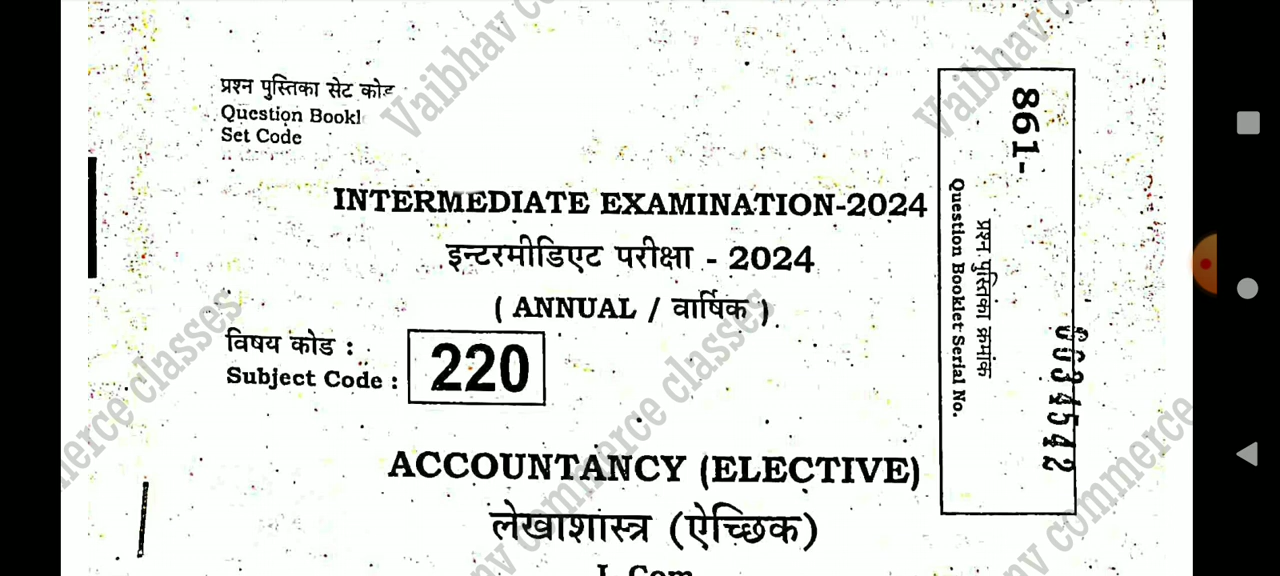 प्रश्न पुस्तिका सेट कोड
Question Bookl
Set Code
INTERMEDIATE EXAMINATION-2024
इन्टरमीडिएट परीक्षा - 2024
( ANNUAL / वार्षिक )
विषय कोड :
Subject Code :
220
ACCOUNTANCY (ELECTIVE)
लेखाशास्त्र (ऐच्छिक)
I. Com
861-
प्रश्न पुस्तिका क्रमांक
Question Booklet Serial No.
Vaibhav
Vaibhav
commerce classes
commerce classes
commerce